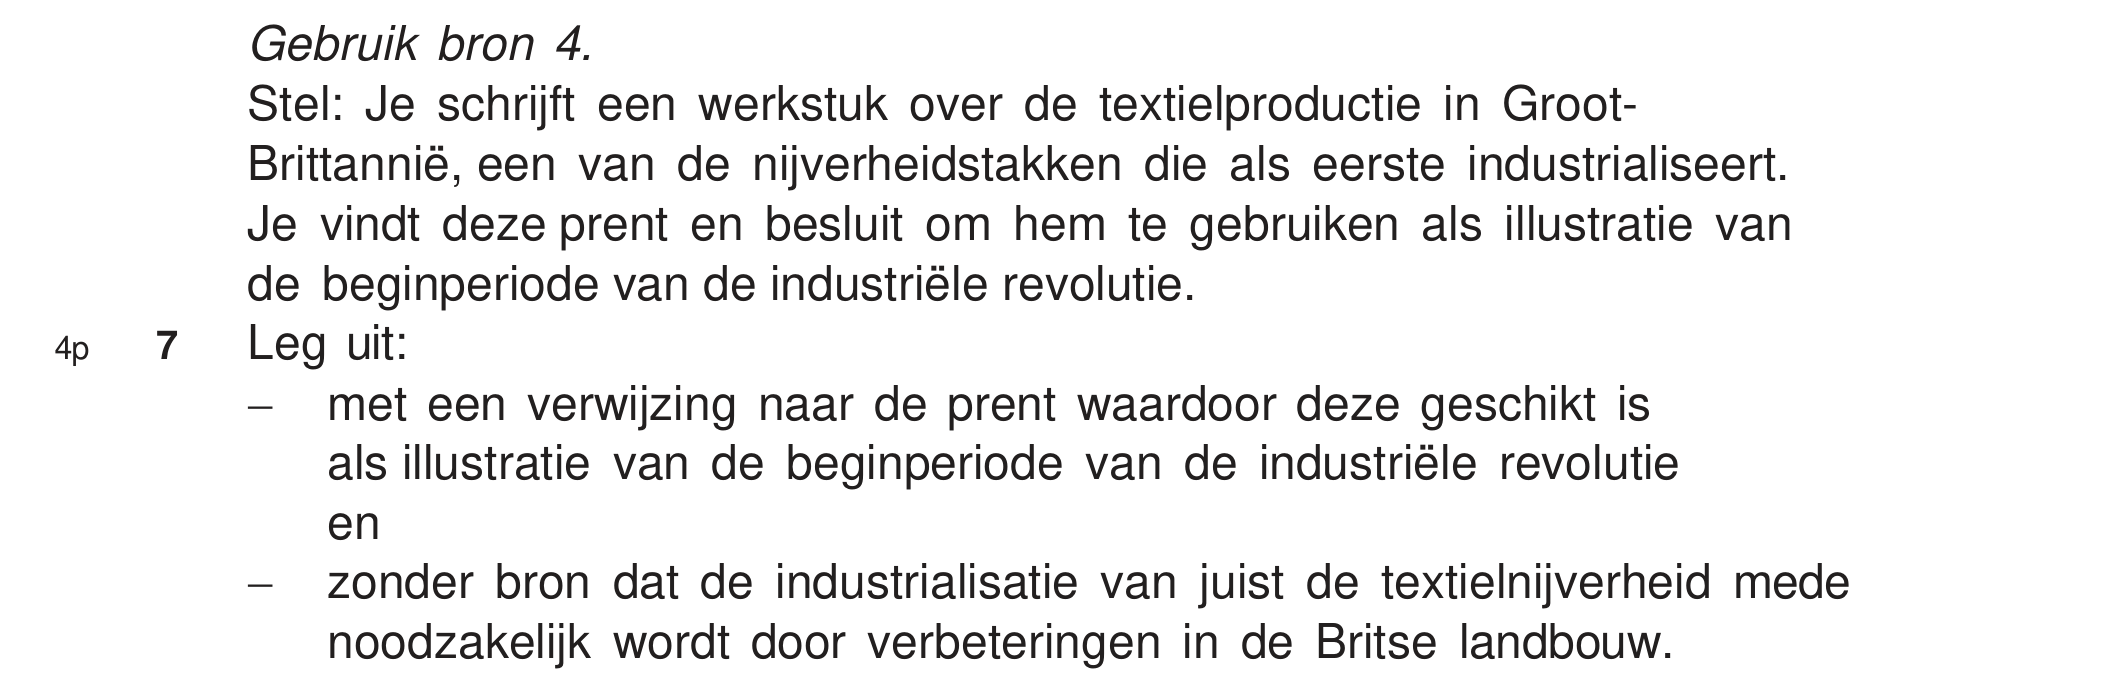 Gebruik bron 4.
Stel: Je schrijft een werkstuk over de textielproductie in Groot-
Brittannië, een van de nijverheidstakken die als eerste industrialiseert.
Je vindt deze prent en besluit om hem te gebruiken als illustratie van
de beginperiode van de industriële revolutie.
4p 7 Leg uit:
– met een verwijzing naar de prent waardoor deze geschikt is
als illustratie van de beginperiode van de industriële revolutie
en
– zonder bron dat de industrialisatie van juist de textielnijverheid mede
noodzakelijk wordt door verbeteringen in de Britse landbouw.